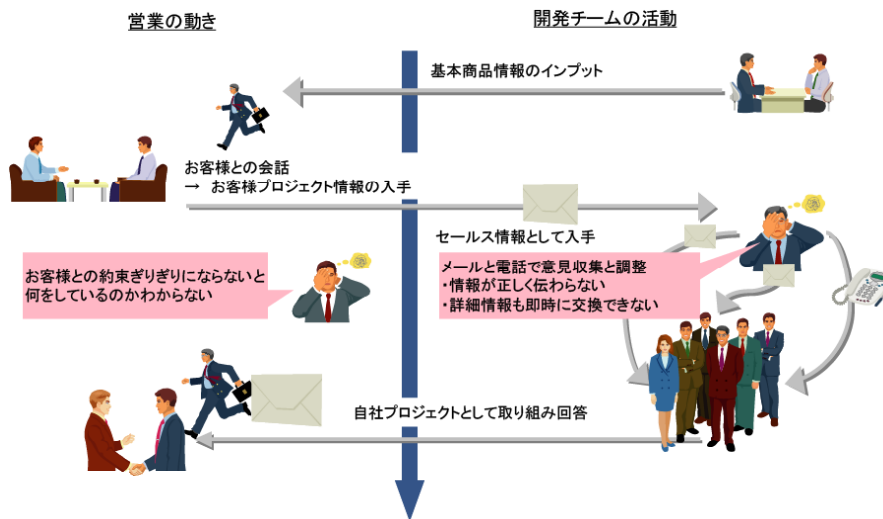 営業の動き
開発チームの活動
基本商品情報のインプット
お客様との会話
→ お客様プロジェクト情報の入手
セールス情報として入手
お客様との約束ぎりぎりにならないと
何をしているのかわからない
メールと電話で意見収集と調整
・情報が正しく伝わらない
・詳細情報も即時に交換できない
自社プロジェクトとして取り組み回答